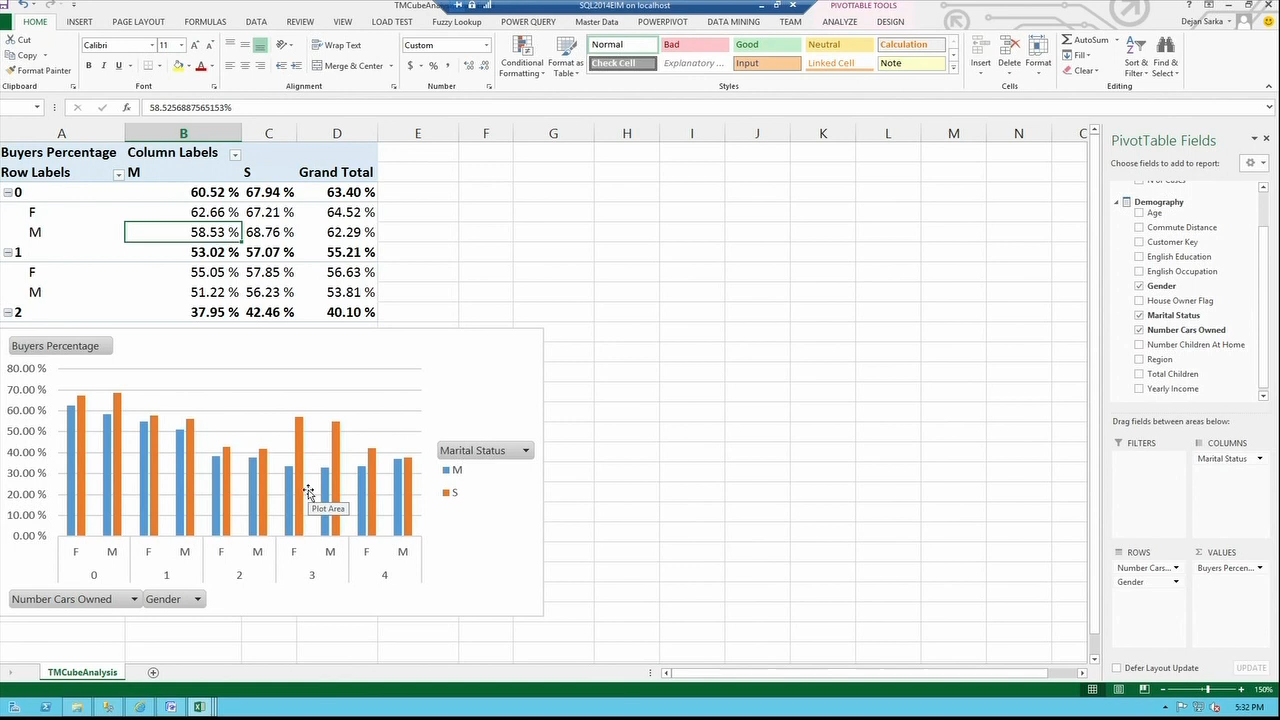 TMCubeAnaly
SQL2014EIM on localhost
PIVOTTABLE TOOLS
HOME INSERT PAGE LAYOUT FORMULAS DATA REVIEW VIEW LOAD TEST Fuzzy Lookup POWER QUERY Master Data POWERPIVOT DATA MINING TEAM ANALYZE DESIGN
Dejan Sarka
Cut
Copy
Format Painter
Clipboard
Calibri 11
B I U
Font
Wrap Text
Merge & Center
Alignment
Custom
$ % ,
Number
Conditional Formatting
Format as Table
Normal Bad Good Neutral Calculation
Check Cell Explanatory ... Input Linked Cell Note
Styles
Insert Delete Format
Cells
AutoSum
Fill
Clear
Sort & Filter
Find & Select
Editing
58.5256887565153%
A B C D E F G H I J K L M N
Buyers Percentage Column Labels
Row Labels M S Grand Total
0 60.52 % 67.94 % 63.40 %
F 62.66 % 67.21 % 64.52 %
M 58.53 % 68.76 % 62.29 %
1 53.02 % 57.07 % 55.21 %
F 55.05 % 57.85 % 56.63 %
M 51.22 % 56.23 % 53.81 %
2 37.95 % 42.46 % 40.10 %
Buyers Percentage
80.00 %
70.00 %
60.00 %
50.00 %
40.00 %
30.00 %
20.00 %
10.00 %
0.00 %
F M F M F M F M F M
0 1 2 3 4
Marital Status
M
S
Plot Area
Number Cars Owned Gender
PivotTable Fields
Choose fields to add to report:
Demography
Age
Commute Distance
Customer Key
English Education
English Occupation
Gender
House Owner Flag
Marital Status
Number Cars Owned
Number Children At Home
Region
Total Children
Yearly Income
Drag fields between areas below:
FILTERS COLUMNS
Marital Status
ROWS Σ VALUES
Number Cars... Buyers Percen...
Gender
Defer Layout Update UPDATE
TMCubeAnalysis
150%
5:32 PM